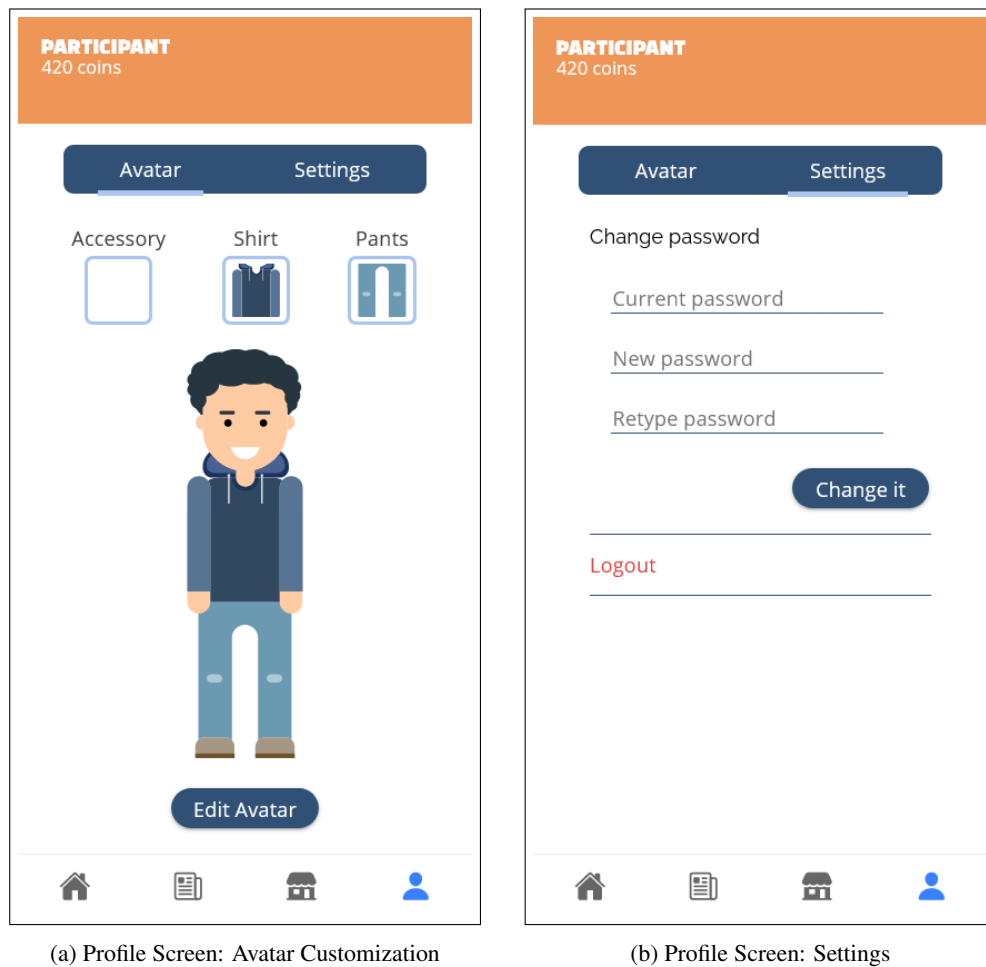 PARTICIPANT
420 coins
Avatar Settings
Accessory Shirt Pants
Edit Avatar
(a) Profile Screen: Avatar Customization
PARTICIPANT
420 coins
Avatar Settings
Change password
Current password
New password
Retype password
Change it
Logout
(b) Profile Screen: Settings